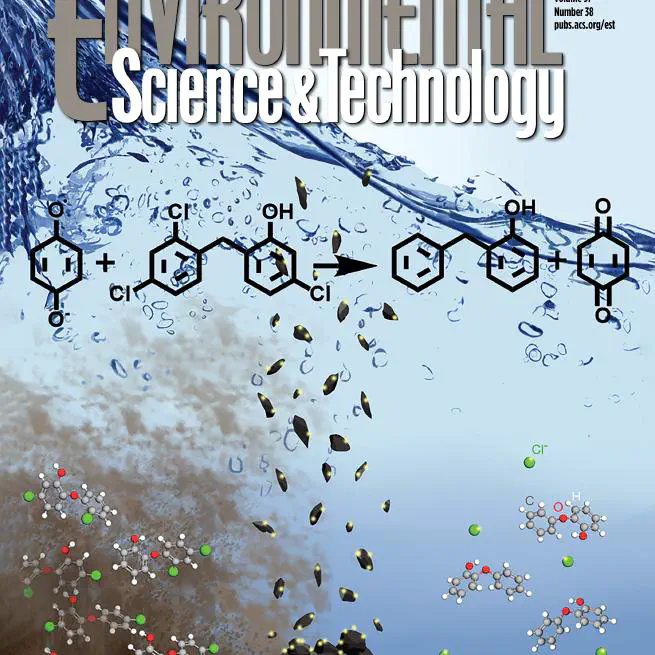 Number 38
pubs.acs.org/est
Environmental
Science & Technology
O
Cl
OH
OH
O
+
+
Cl
Cl
O-
O
Cl-
C
O
H